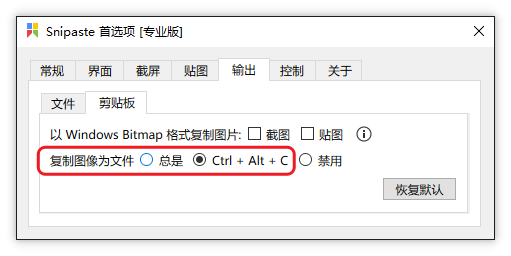 Snipaste 首选项 [专业版]
常规 界面 截屏 贴图 输出 控制 关于
文件 剪贴板
以 Windows Bitmap 格式复制图片: 截图 贴图
复制图像为文件 总是 Ctrl + Alt + C 禁用
恢复默认